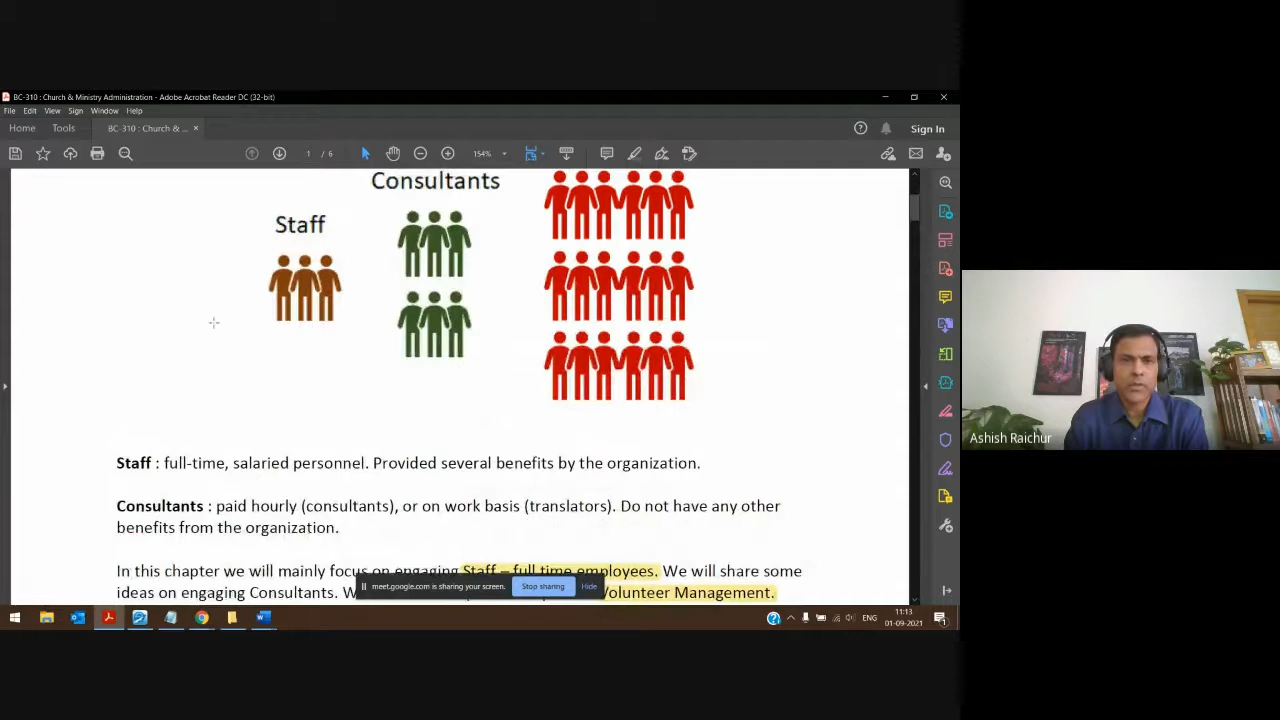 BC-310 : Church & Ministry Administration - Adobe Acrobat Reader DC (32-bit)
File Edit View Sign Window Help
Home Tools BC-310 : Church & ... × Sign In
1 / 6 154%
Consultants
Staff
Staff : full-time, salaried personnel. Provided several benefits by the organization.
Consultants : paid hourly (consultants), or on work basis (translators). Do not have any other
benefits from the organization.
In this chapter we will mainly focus on engaging Staff – full time employees. We will share some
ideas on engaging Consultants. W Volunteer Management.
meet.google.com is sharing your screen. Stop sharing Hide
Ashish Raichur
ENG
11:13
01-09-2021